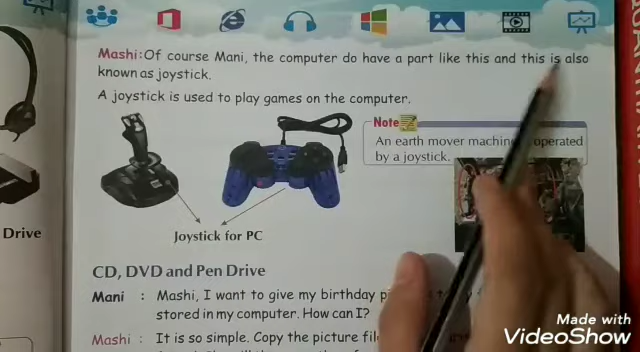 Mashi: Of course Mani, the computer do have a part like this and this is also
known as joystick.
A joystick is used to play games on the computer.
Note
An earth mover machine operated
by a joystick.
Drive
Joystick for PC
CD, DVD and Pen Drive
Mani : Mashi, I want to give my birthday
stored in my computer. How can I?
Mashi : It is so simple. Copy the picture
Made with
VideoShow